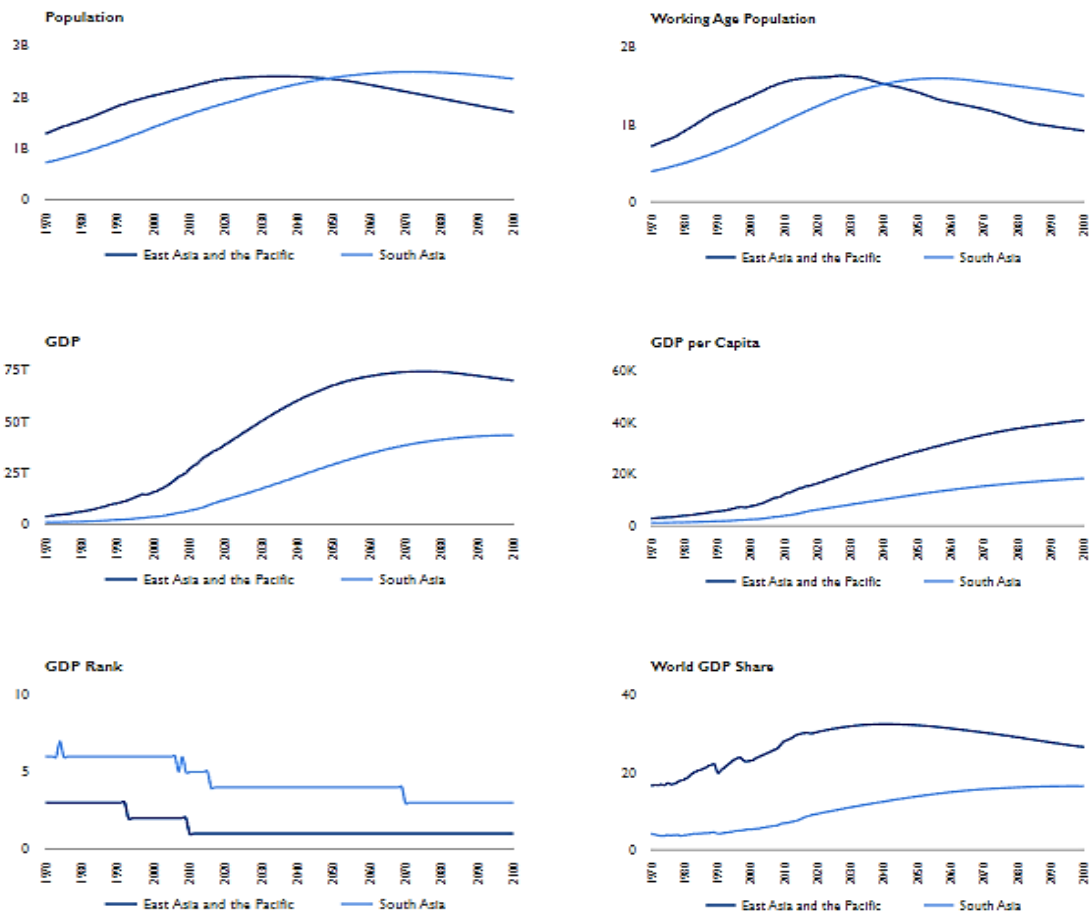 Population
3B
2B
1B
0
1970 1980 1990 2000 2010 2020 2030 2040 2050 2060 2070 2080 2090 2100
East Asia and the Pacific South Asia
Working Age Population
2B
1B
0
1970 1980 1990 2000 2010 2020 2030 2040 2050 2060 2070 2080 2090 2100
East Asia and the Pacific South Asia
GDP
75T
50T
25T
0
1970 1980 1990 2000 2010 2020 2030 2040 2050 2060 2070 2080 2090 2100
East Asia and the Pacific South Asia
GDP per Capita
60K
40K
20K
0
1970 1980 1990 2000 2010 2020 2030 2040 2050 2060 2070 2080 2090 2100
East Asia and the Pacific South Asia
GDP Rank
10
5
0
1970 1980 1990 2000 2010 2020 2030 2040 2050 2060 2070 2080 2090 2100
East Asia and the Pacific South Asia
World GDP Share
40
20
0
1970 1980 1990 2000 2010 2020 2030 2040 2050 2060 2070 2080 2090 2100
East Asia and the Pacific South Asia